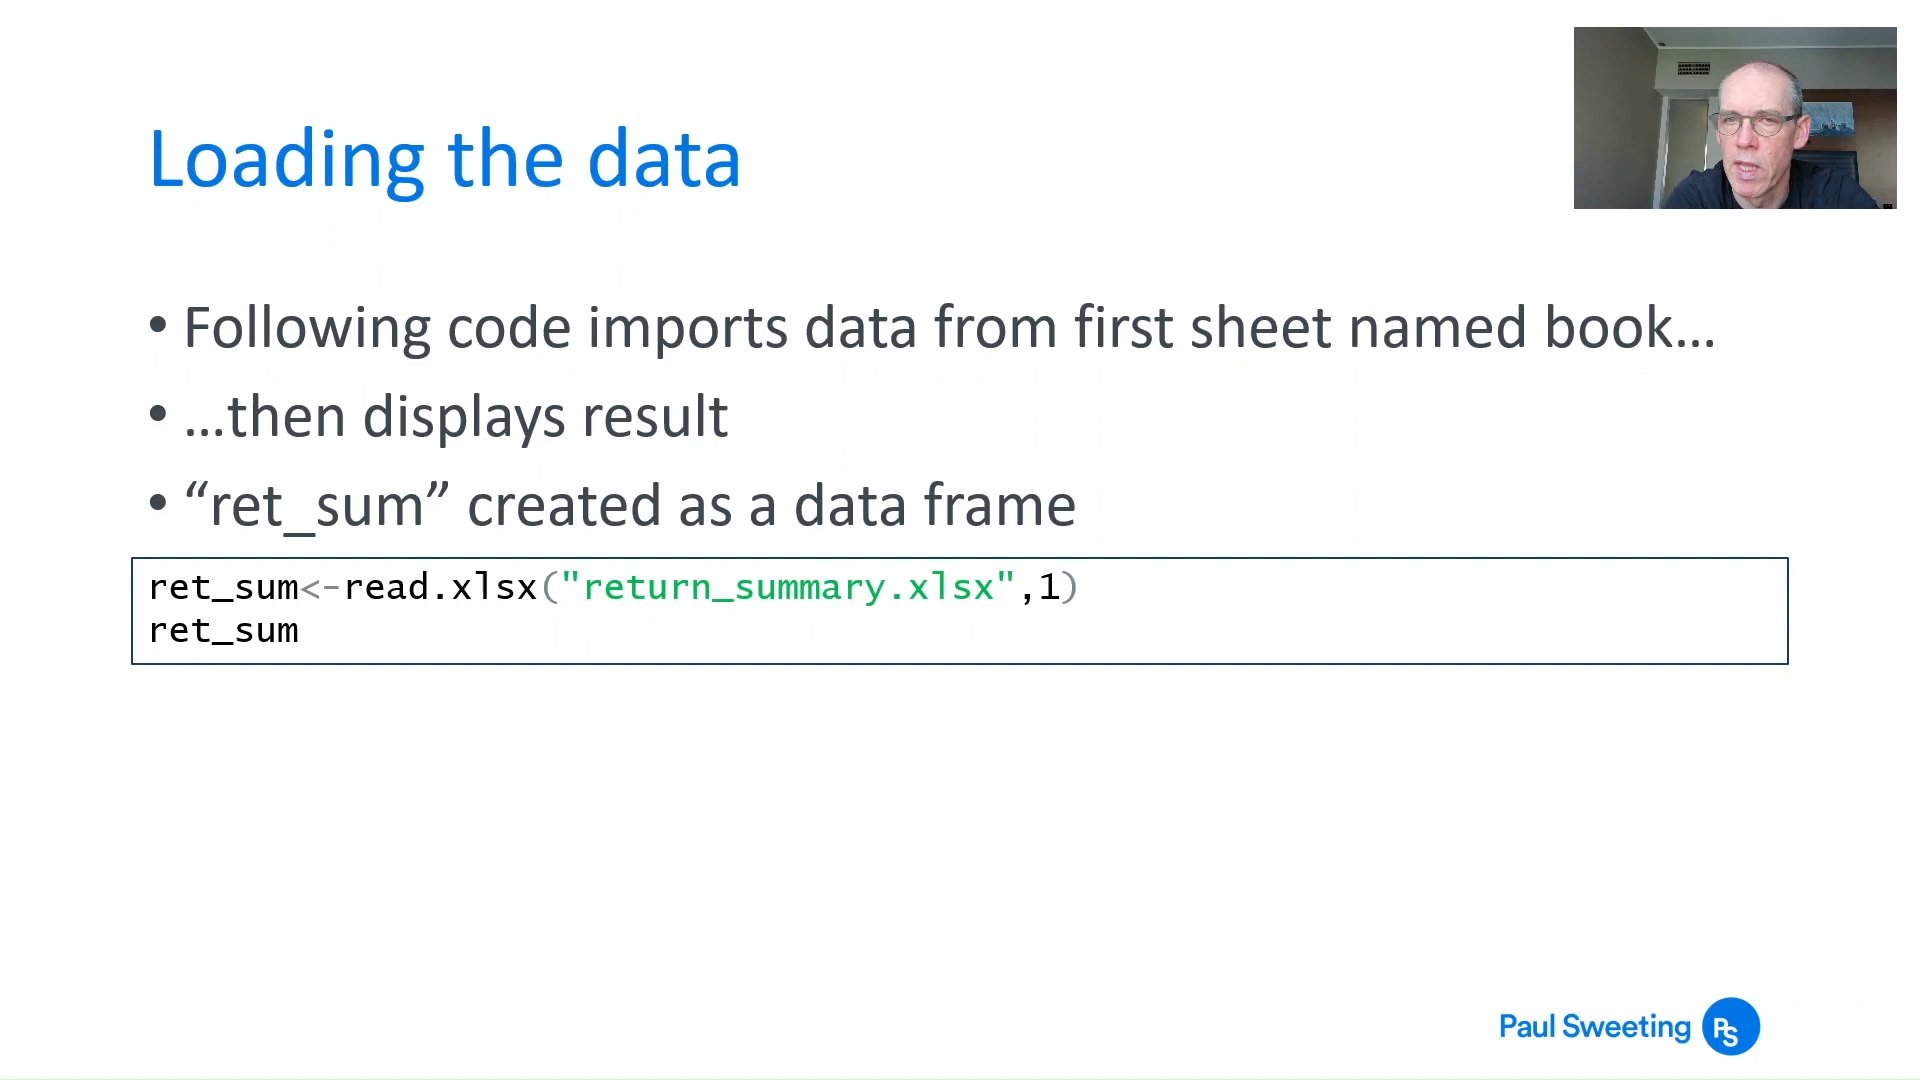 Loading the data
• Following code imports data from first sheet named book…
• …then displays result
• “ret_sum” created as a data frame
ret_sum<-read.xlsx("return_summary.xlsx",1)
ret_sum
Paul Sweeting PS